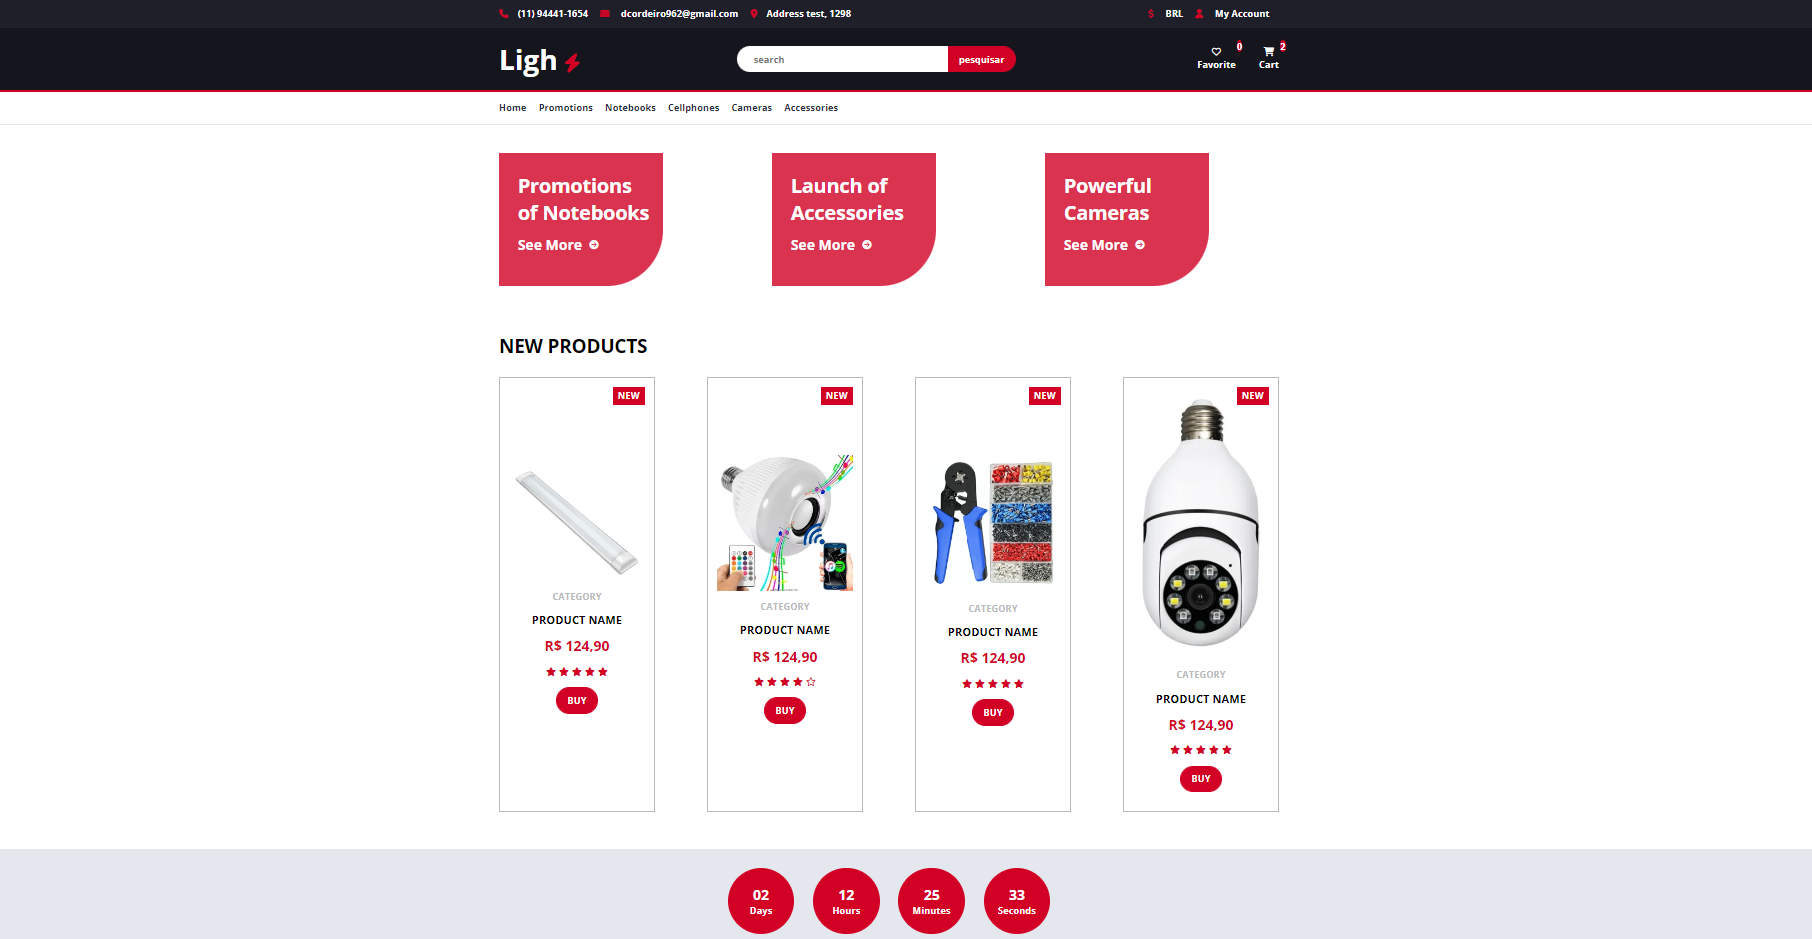 (11) 94441-1654 dcordeiro962@gmail.com Address test, 1298 $ BRL My Account
Ligh
search
pesquisar
0
Favorite
2
Cart
Home Promotions Notebooks Cellphones Cameras Accessories
Promotions
of Notebooks
See More
Launch of
Accessories
See More
Powerful
Cameras
See More
NEW PRODUCTS
NEW
CATEGORY
PRODUCT NAME
R$ 124,90
BUY
NEW
CATEGORY
PRODUCT NAME
R$ 124,90
BUY
NEW
CATEGORY
PRODUCT NAME
R$ 124,90
BUY
NEW
CATEGORY
PRODUCT NAME
R$ 124,90
BUY
02
Days
12
Hours
25
Minutes
33
Seconds